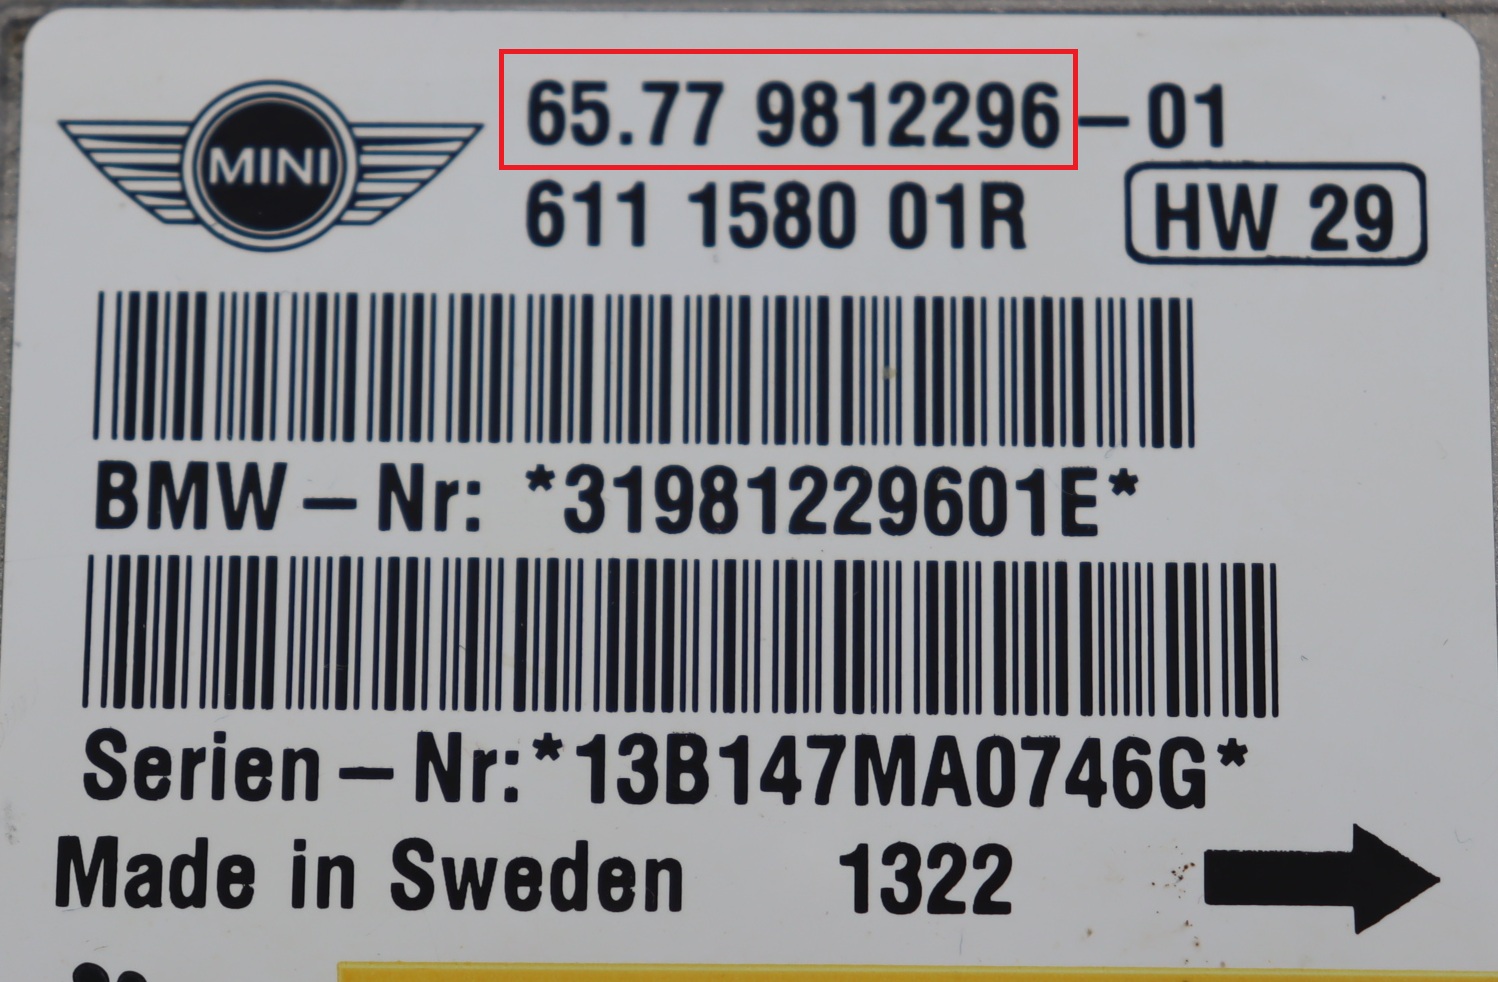 MINI
65.77 9812296-01
611 1580 01R
HW 29
BMW-Nr: *31981229601E*
Serien-Nr:*13B147MA0746G*
Made in Sweden 1322